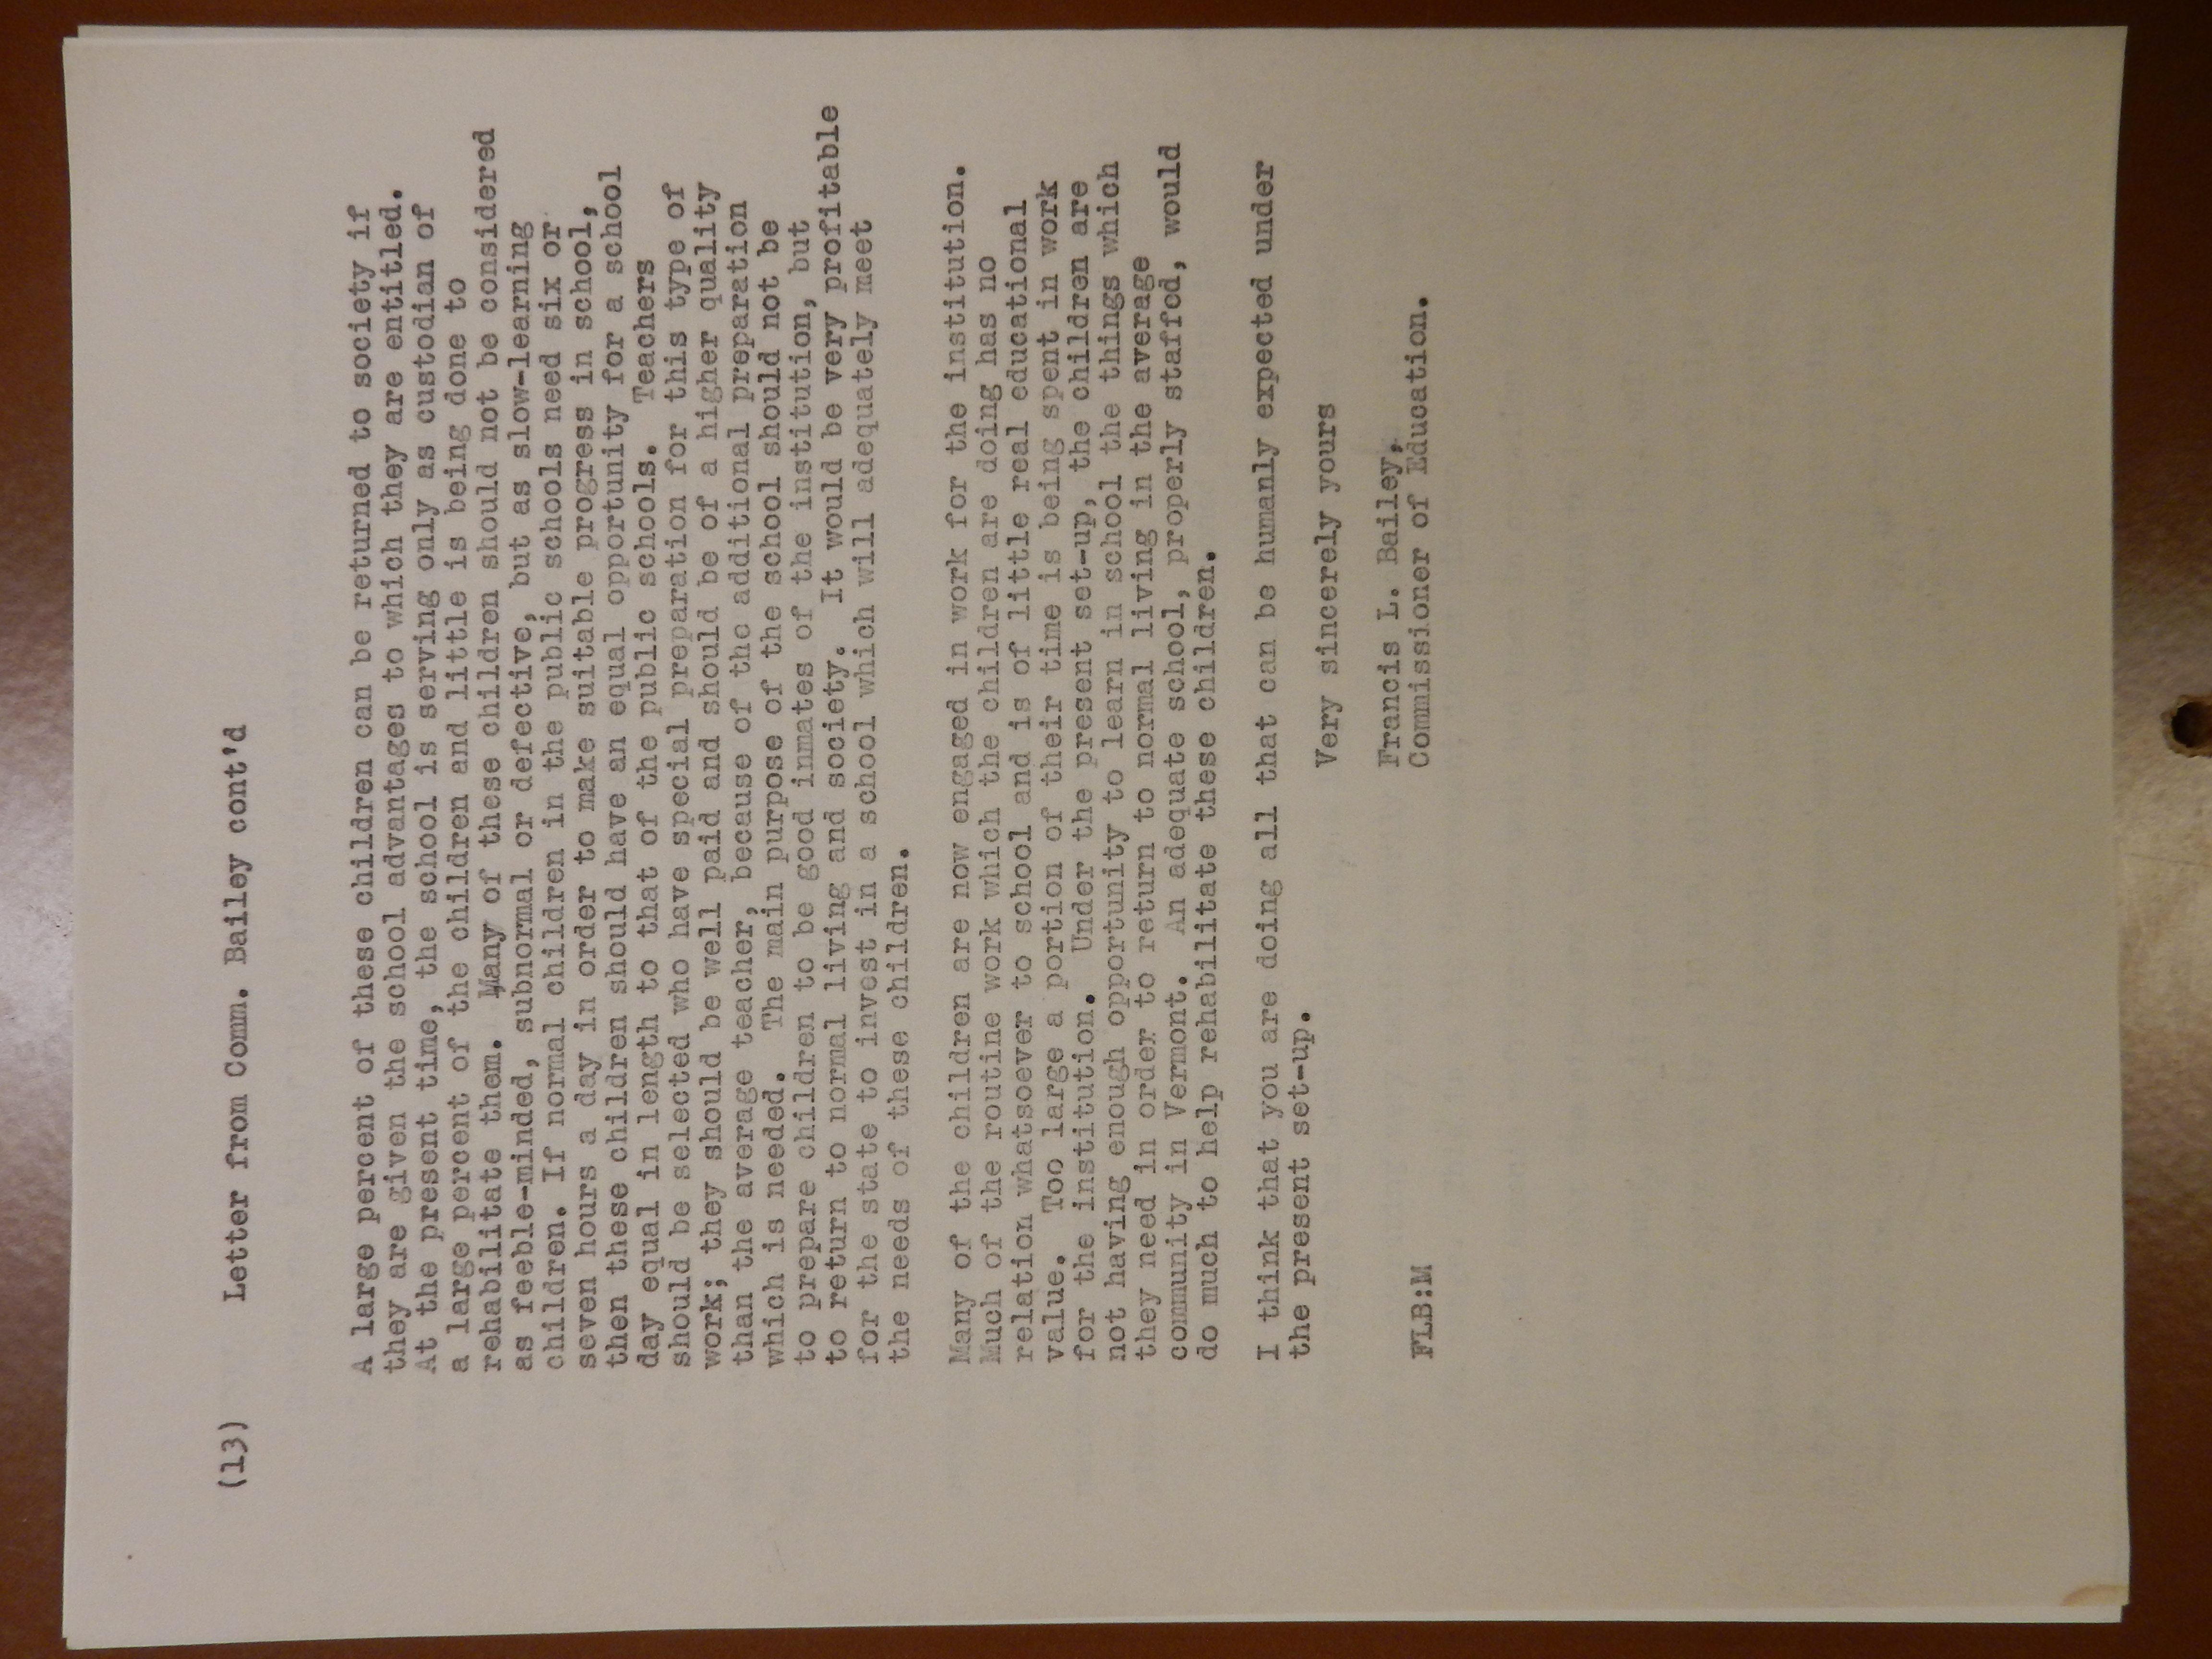 (13) Letter from Comm. Bailey cont'd
A large percent of these children can be returned to society if
they are given the school advantages to which they are entitled.
At the present time, the school is serving only as custodian of
a large percent of the children and little is being done to
rehabilitate them. Many of these children should not be considered
as feeble-minded, subnormal or defective, but as slow-learning
children. If normal children in the public schools need six or
seven hours a day in order to make suitable progress in school,
then these children should have an equal opportunity for a school
day equal in length to that of the public schools. Teachers
should be selected who have special preparation for this type of
work; they should be well paid and should be of a higher quality
than the average teacher, because of the additional preparation
which is needed. The main purpose of the school should not be
to prepare children to be good inmates of the institution, but
to return to normal living and society. It would be very profitable
for the state to invest in a school which will adequately meet
the needs of these children.
Many of the children are now engaged in work for the institution.
Much of the routine work which the children are doing has no
relation whatsoever to school and is of little real educational
value. Too large a portion of their time is being spent in work
for the institution. Under the present set-up, the children are
not having enough opportunity to learn in school the things which
they need in order to return to normal living in the average
community in Vermont. An adequate school, properly staffed, would
do much to help rehabilitate these children.
I think that you are doing all that can be humanly expected under
the present set-up.
Very sincerely yours
Francis L. Bailey,
FLB:M Commissioner of Education.